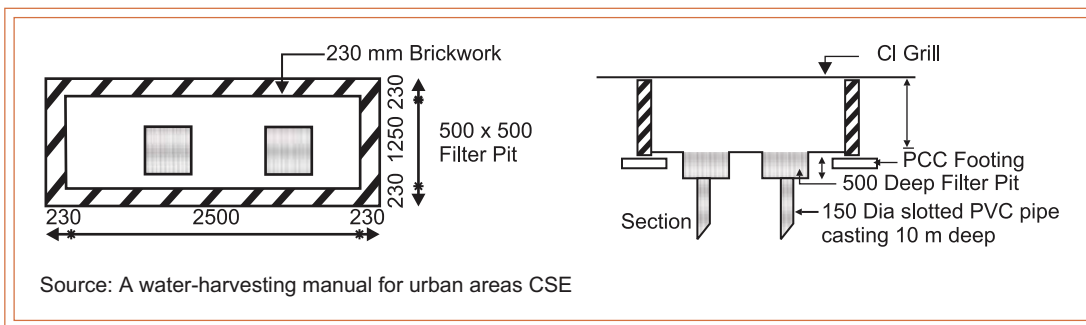 230 mm Brickwork
230
1250
230
500 x 500
Filter Pit
230
2500
230
CI Grill
PCC Footing
500 Deep Filter Pit
Section
150 Dia slotted PVC pipe
casting 10 m deep
Source: A water-harvesting manual for urban areas CSE